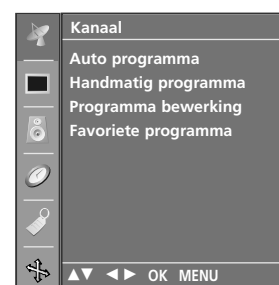 Kanaal
Auto programma
Handmatig programma
Programma bewerking
Favoriete programma
▲▼ ◄► OK MENU